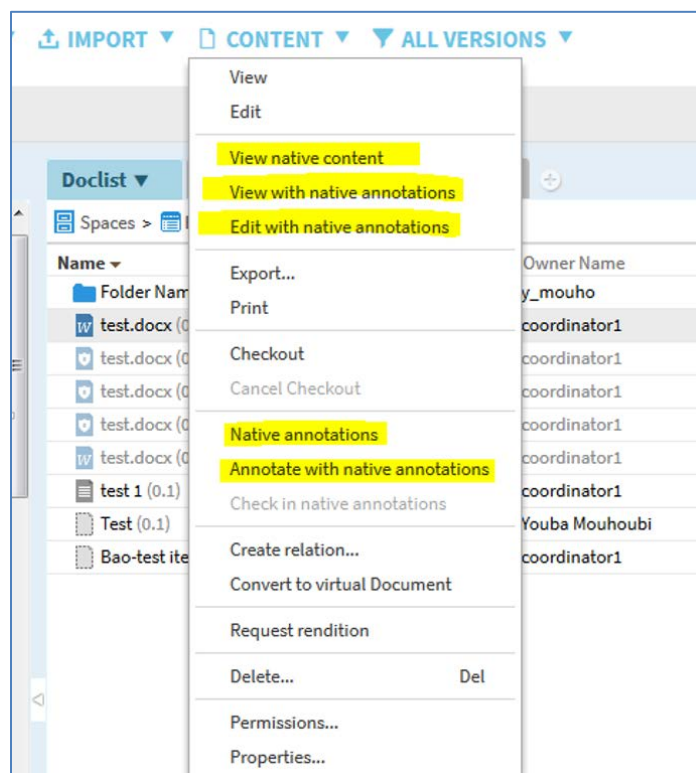 IMPORT ▼ CONTENT ▼ ALL VERSIONS ▼
View
Edit
View native content
View with native annotations
Edit with native annotations
Export...
Print
Checkout
Cancel Checkout
Native annotations
Annotate with native annotations
Check in native annotations
Create relation...
Convert to virtual Document
Request rendition
Delete... Del
Permissions...
Properties...
Doclist ▼
Spaces >
Name Owner Name
Folder Nam y_mouho
test.docx (0 coordinator1
test.docx (0 coordinator1
test.docx (0 coordinator1
test.docx (0 coordinator1
test.docx (0 coordinator1
test 1 (0.1) coordinator1
Test (0.1) Youba Mouhoubi
Bao-test ite coordinator1